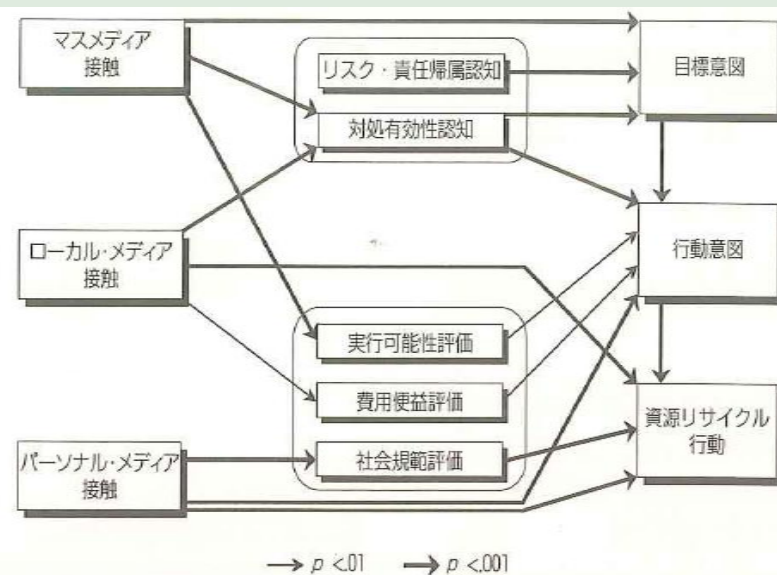 マスメディア
接触
リスク・責任帰属認知
対処有効性認知
目標意図
ローカル・メディア
接触
行動意図
実行可能性評価
費用便益評価
社会規範評価
パーソナル・メディア
接触
資源リサイクル
行動
p <.01
p <.001